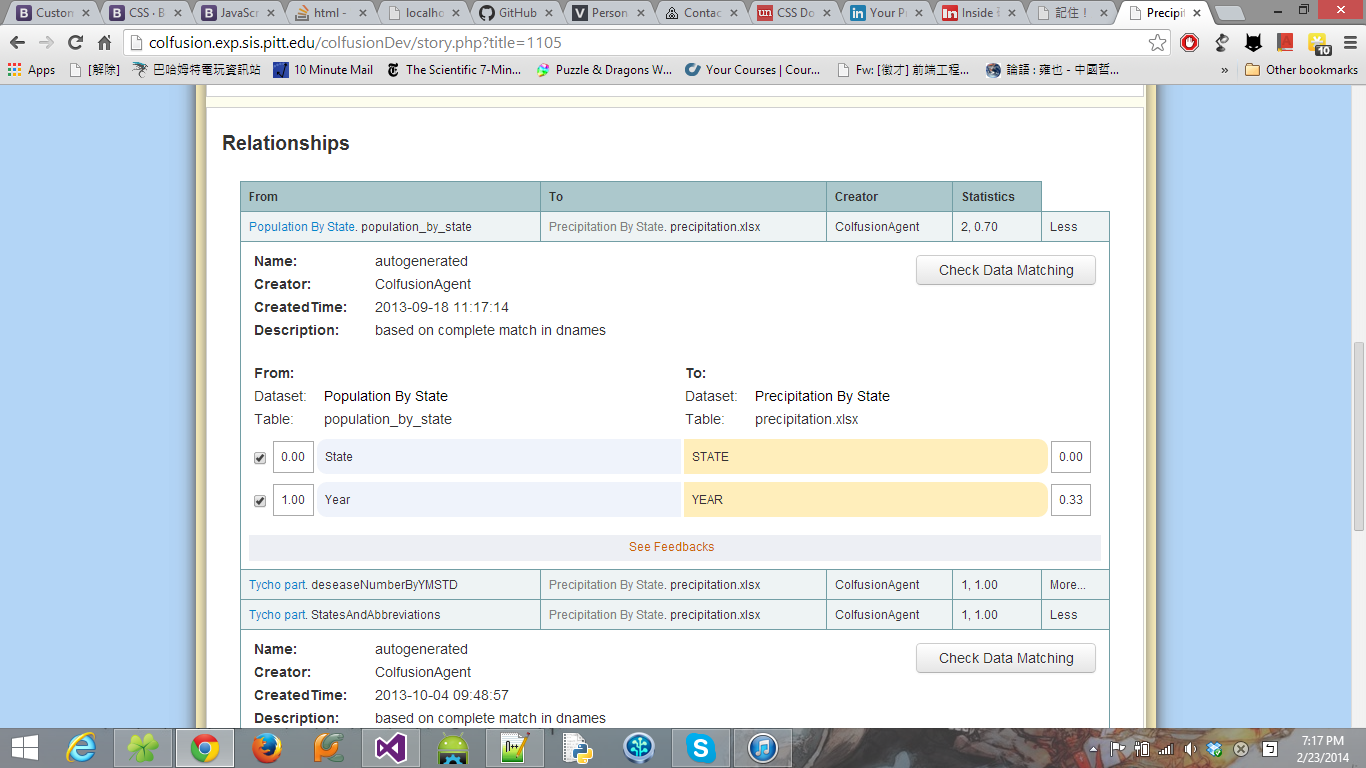 Custon
CSS · B
JavaScr
html -
localho
GitHub
Person
Contac
CSS Do
Your P
Inside
記住！
Precipit
colfusion.exp.sis.pitt.edu/colfusionDev/story.php?title=1105
Apps
[解除]
巴哈姆特電玩資訊站
10 Minute Mail
The Scientific 7-Min...
Puzzle & Dragons W...
Your Courses | Cour...
Fw: [徵才] 前端工程...
論語 : 雍也 - 中國哲...
»
Other bookmarks
10
Relationships
From To Creator Statistics
Population By State. population_by_state Precipitation By State. precipitation.xlsx ColfusionAgent 2, 0.70 Less
Name: autogenerated
Check Data Matching
Creator: ColfusionAgent
CreatedTime: 2013-09-18 11:17:14
Description: based on complete match in dnames
From: To:
Dataset: Population By State Dataset: Precipitation By State
Table: population_by_state Table: precipitation.xlsx
0.00 State STATE 0.00
1.00 Year YEAR 0.33
See Feedbacks
Tycho part. deseaseNumberByYMSTD Precipitation By State. precipitation.xlsx ColfusionAgent 1, 1.00 More...
Tycho part. StatesAndAbbreviations Precipitation By State. precipitation.xlsx ColfusionAgent 1, 1.00 Less
Name: autogenerated
Check Data Matching
Creator: ColfusionAgent
CreatedTime: 2013-10-04 09:48:57
Description: based on complete match in dnames
7:17 PM
2/23/2014